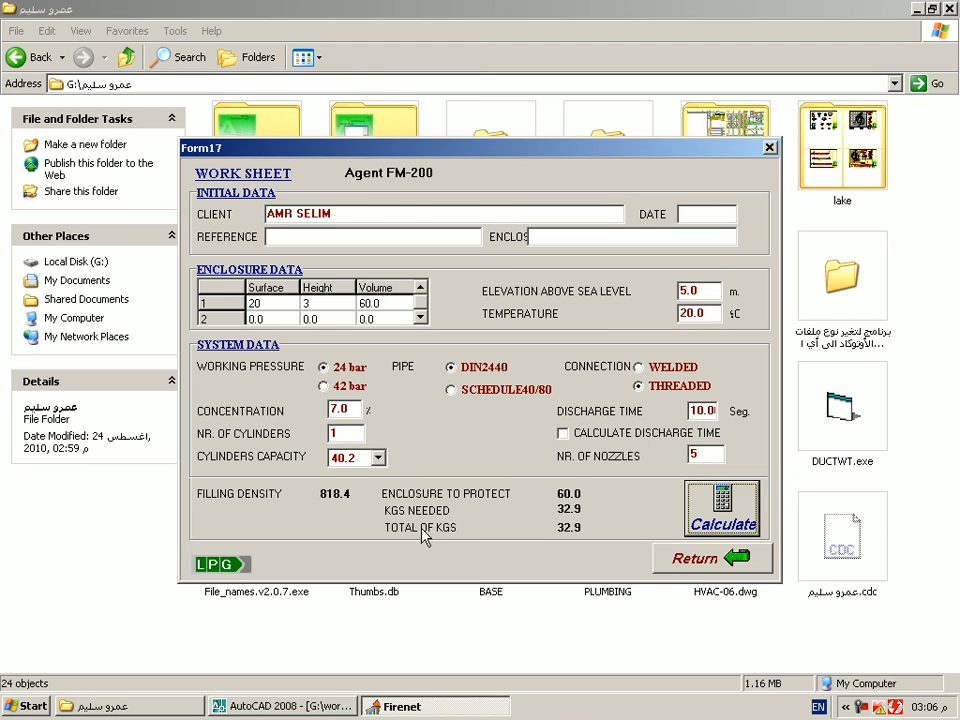 عمرو سليم
File Edit View Favorites Tools Help
Back Search Folders
Address G:\عمرو سليم Go
File and Folder Tasks
Make a new folder
Publish this folder to the
Web
Share this folder
Other Places
Local Disk (G:)
My Documents
Shared Documents
My Computer
My Network Places
Details
عمرو سليم
File Folder
Date Modified: 24 اغسطس,
2010, 02:59 م
Form17
WORK SHEET Agent FM-200
INITIAL DATA
CLIENT AMR SELIM DATE
REFERENCE ENCLOS
ENCLOSURE DATA
Surface Height Volume
1 20 3 60.0
2 0.0 0.0 0.0
ELEVATION ABOVE SEA LEVEL 5.0 m.
TEMPERATURE 20.0 ºC
SYSTEM DATA
WORKING PRESSURE 24 bar PIPE DIN2440 CONNECTION WELDED
42 bar SCHEDULE40/80 THREADED
CONCENTRATION 7.0 % DISCHARGE TIME 10.0 Seg.
NR. OF CYLINDERS 1 CALCULATE DISCHARGE TIME
CYLINDERS CAPACITY 40.2 NR. OF NOZZLES 5
FILLING DENSITY 818.4 ENCLOSURE TO PROTECT 60.0
KGS NEEDED 32.9
TOTAL OF KGS 32.9
Calculate
Return
LPG
lake
برنامج لتغير نوع ملفات
الأوتوكاد الى أي ا...
DUCTWT.exe
CDC
File_names.v2.0.7.exe Thumbs.db BASE PLUMBING HVAC-06.dwg عمرو سليم.cdc
24 objects 1.16 MB My Computer
Start عمرو سليم AutoCAD 2008 - [G:\wor... Firenet EN 03:06 م